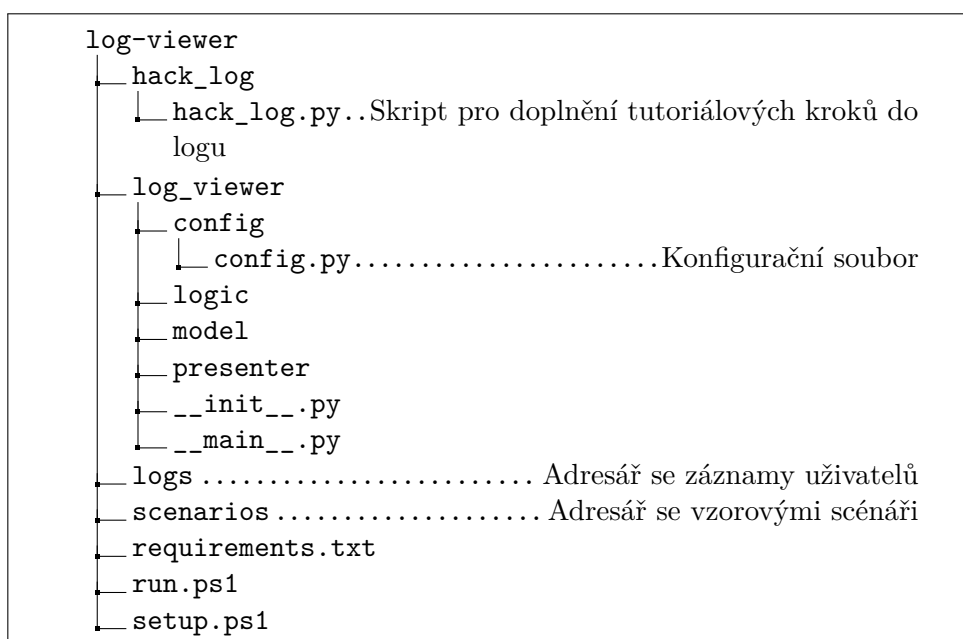 log-viewer
hack_log
hack_log.py..Skript pro doplnění tutoriálových kroků do
logu
log_viewer
config
config.py.......................Konfigurační soubor
logic
model
presenter
__init__.py
__main__.py
logs ......................... Adresář se záznamy uživatelů
scenarios.................... Adresář se vzorovými scénáři
requirements.txt
run.ps1
setup.ps1